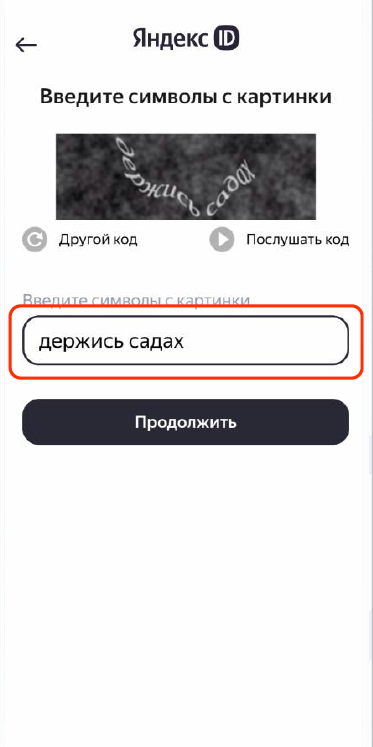 Яндекс ID
Введите символы с картинки
держись садах
Другой код
Послушать код
Введите символы с картинки
держись садах
Продолжить